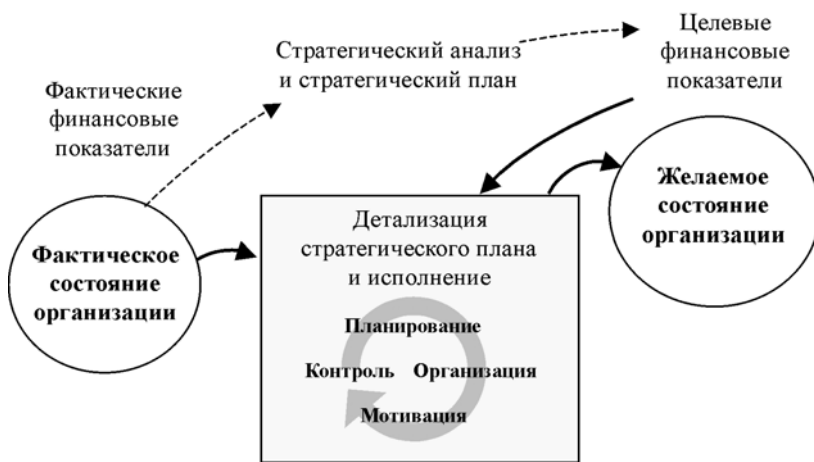 Фактические
финансовые
показатели
Стратегический анализ
и стратегический план
Целевые
финансовые
показатели
Фактическое
состояние
организации
Детализация
стратегического плана
и исполнение
Планирование
Контроль Организация
Мотивация
Желаемое
состояние
организации